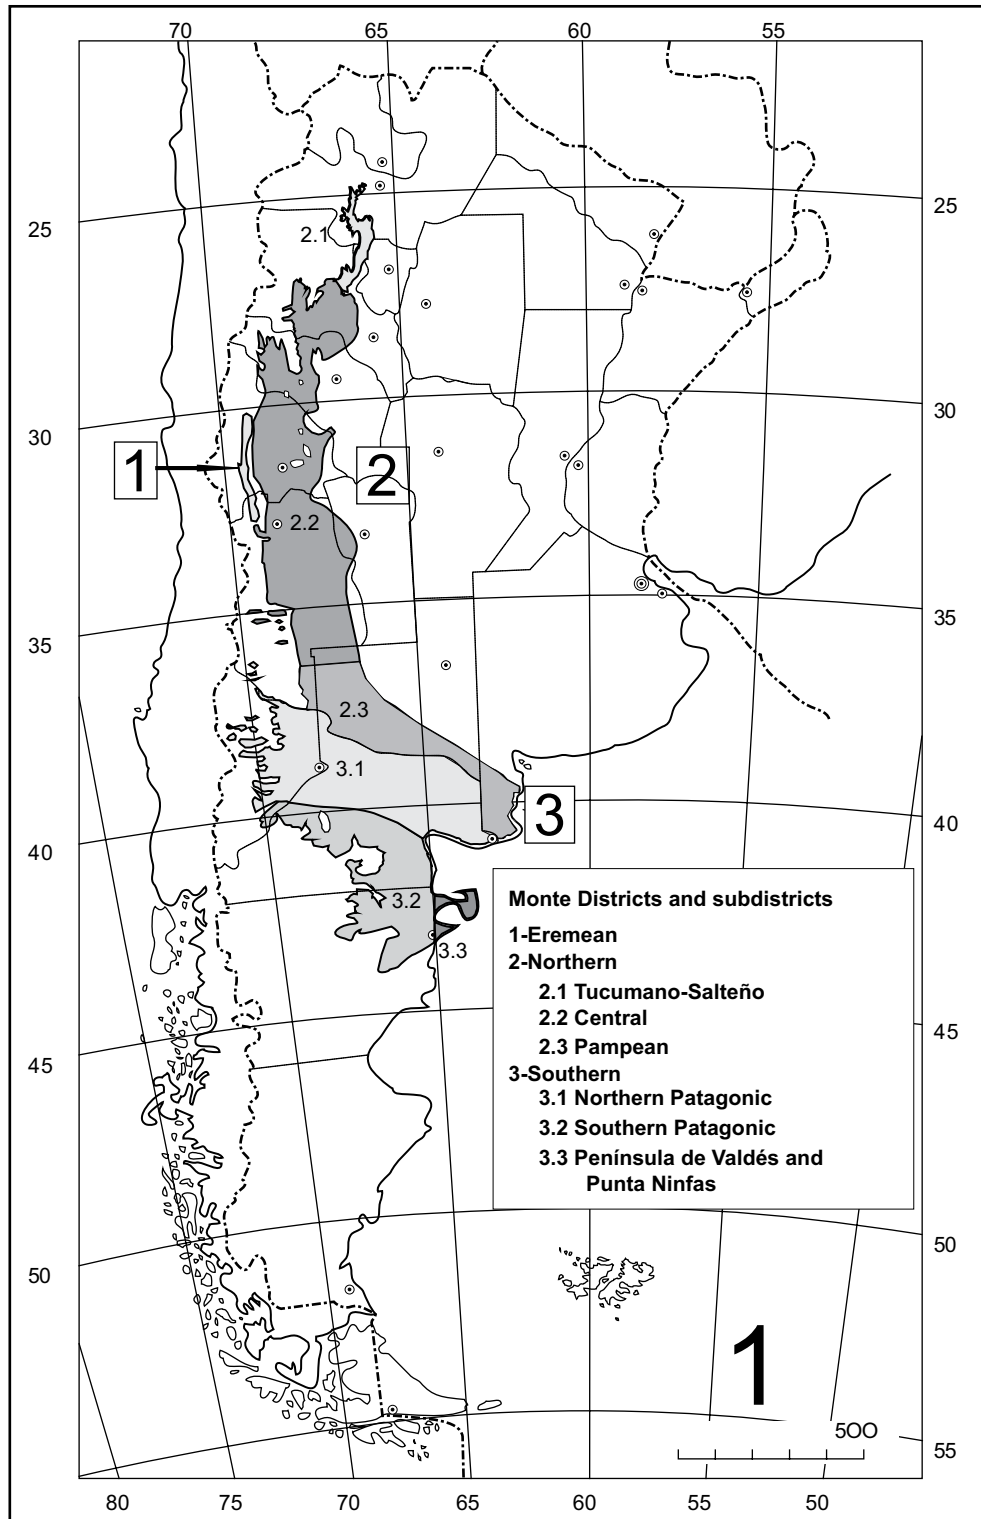 70 65 60 55
25 25
2.1
30 30
1 2
2.2
35 35
2.3
3.1
3
40 40
3.2
3.3
Monte Districts and subdistricts
1-Eremean
2-Northern
2.1 Tucumano-Salteño
2.2 Central
2.3 Pampean
3-Southern
3.1 Northern Patagonic
3.2 Southern Patagonic
3.3 Península de Valdés and
Punta Ninfas
45 45
50 50
1
500
55
80 75 70 65 60 55 50